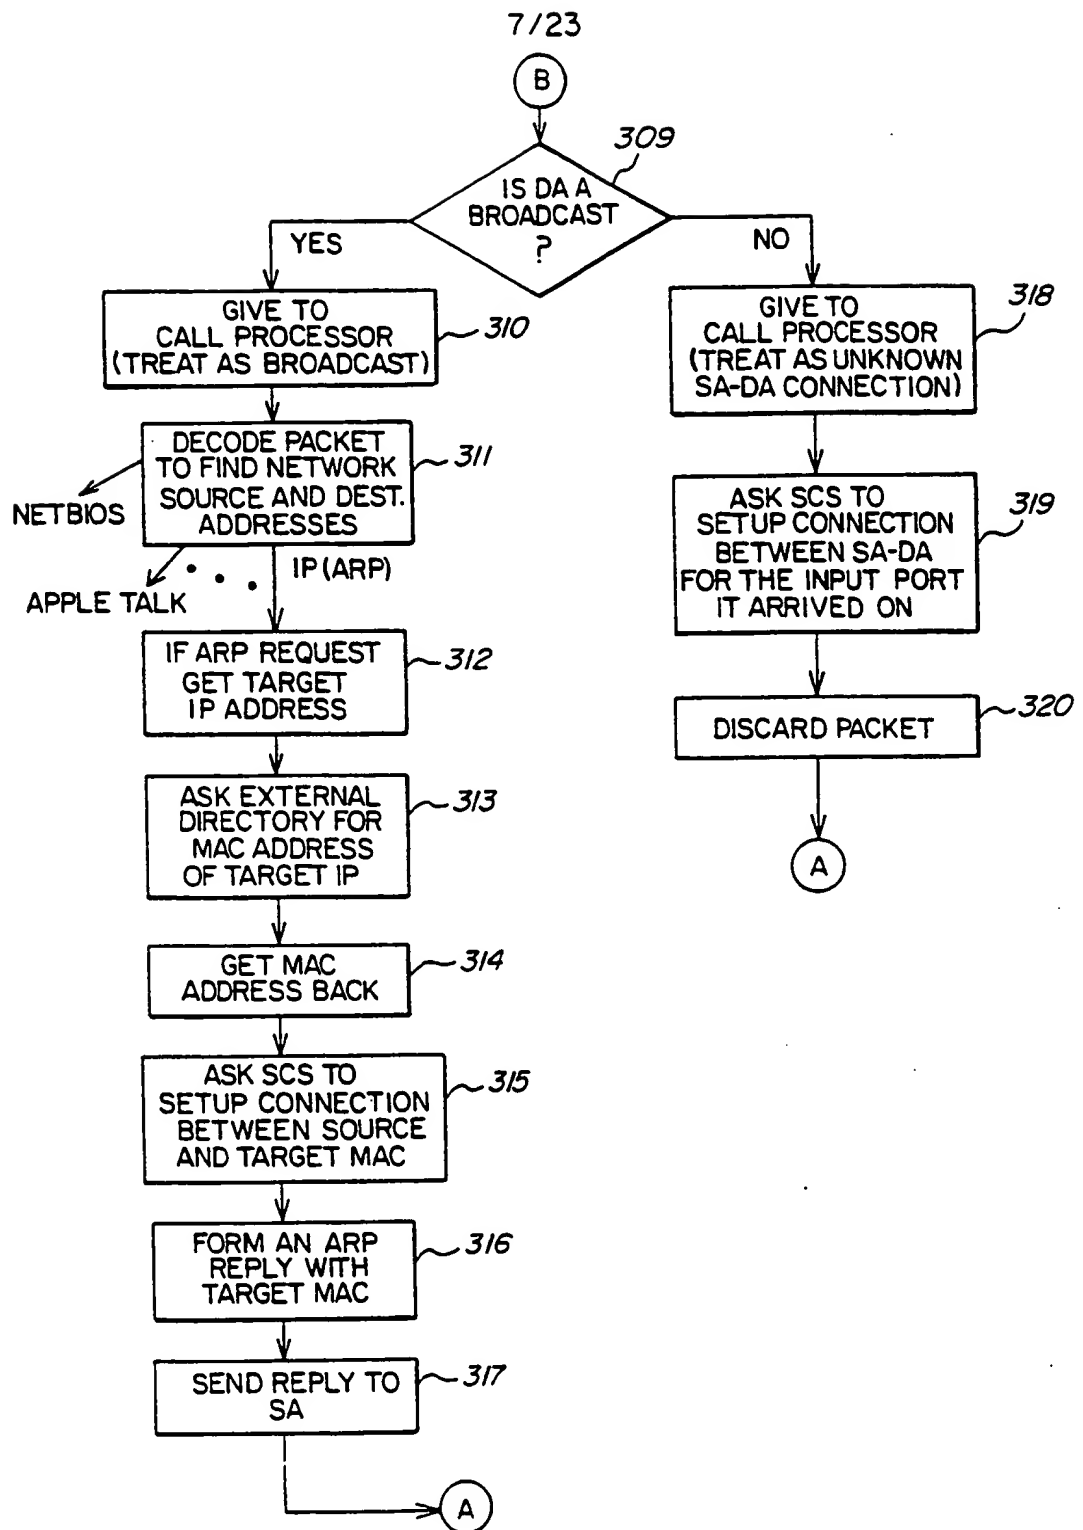 7/23
B
309
IS DA A
BROADCAST
?
YES
NO
GIVE TO
CALL PROCESSOR
(TREAT AS BROADCAST)
310
DECODE PACKET
TO FIND NETWORK
SOURCE AND DEST.
ADDRESSES
311
NETBIOS
APPLE TALK
IP (ARP)
IF ARP REQUEST
GET TARGET
IP ADDRESS
312
ASK EXTERNAL
DIRECTORY FOR
MAC ADDRESS
OF TARGET IP
313
GET MAC
ADDRESS BACK
314
ASK SCS TO
SETUP CONNECTION
BETWEEN SOURCE
AND TARGET MAC
315
FORM AN ARP
REPLY WITH
TARGET MAC
316
SEND REPLY TO
SA
317
A
GIVE TO
CALL PROCESSOR
(TREAT AS UNKNOWN
SA-DA CONNECTION)
318
ASK SCS TO
SETUP CONNECTION
BETWEEN SA-DA
FOR THE INPUT PORT
IT ARRIVED ON
319
DISCARD PACKET
320
A